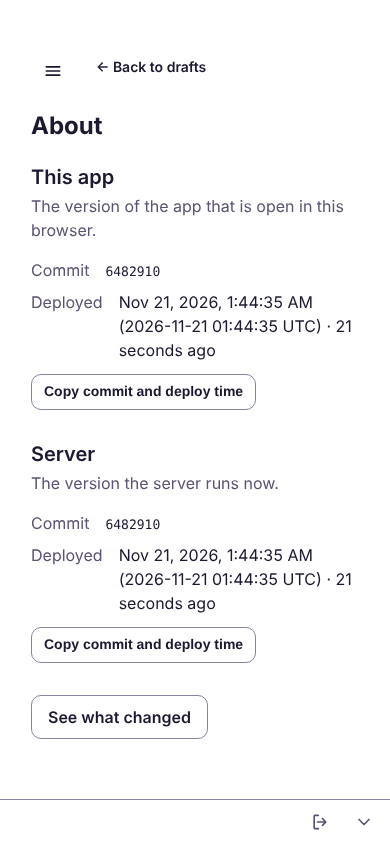 ← Back to drafts
About
This app
The version of the app that is open in this
browser.
Commit 6482910
Deployed Nov 21, 2026, 1:44:35 AM
(2026-11-21 01:44:35 UTC) · 21
seconds ago
Copy commit and deploy time
Server
The version the server runs now.
Commit 6482910
Deployed Nov 21, 2026, 1:44:35 AM
(2026-11-21 01:44:35 UTC) · 21
seconds ago
Copy commit and deploy time
See what changed